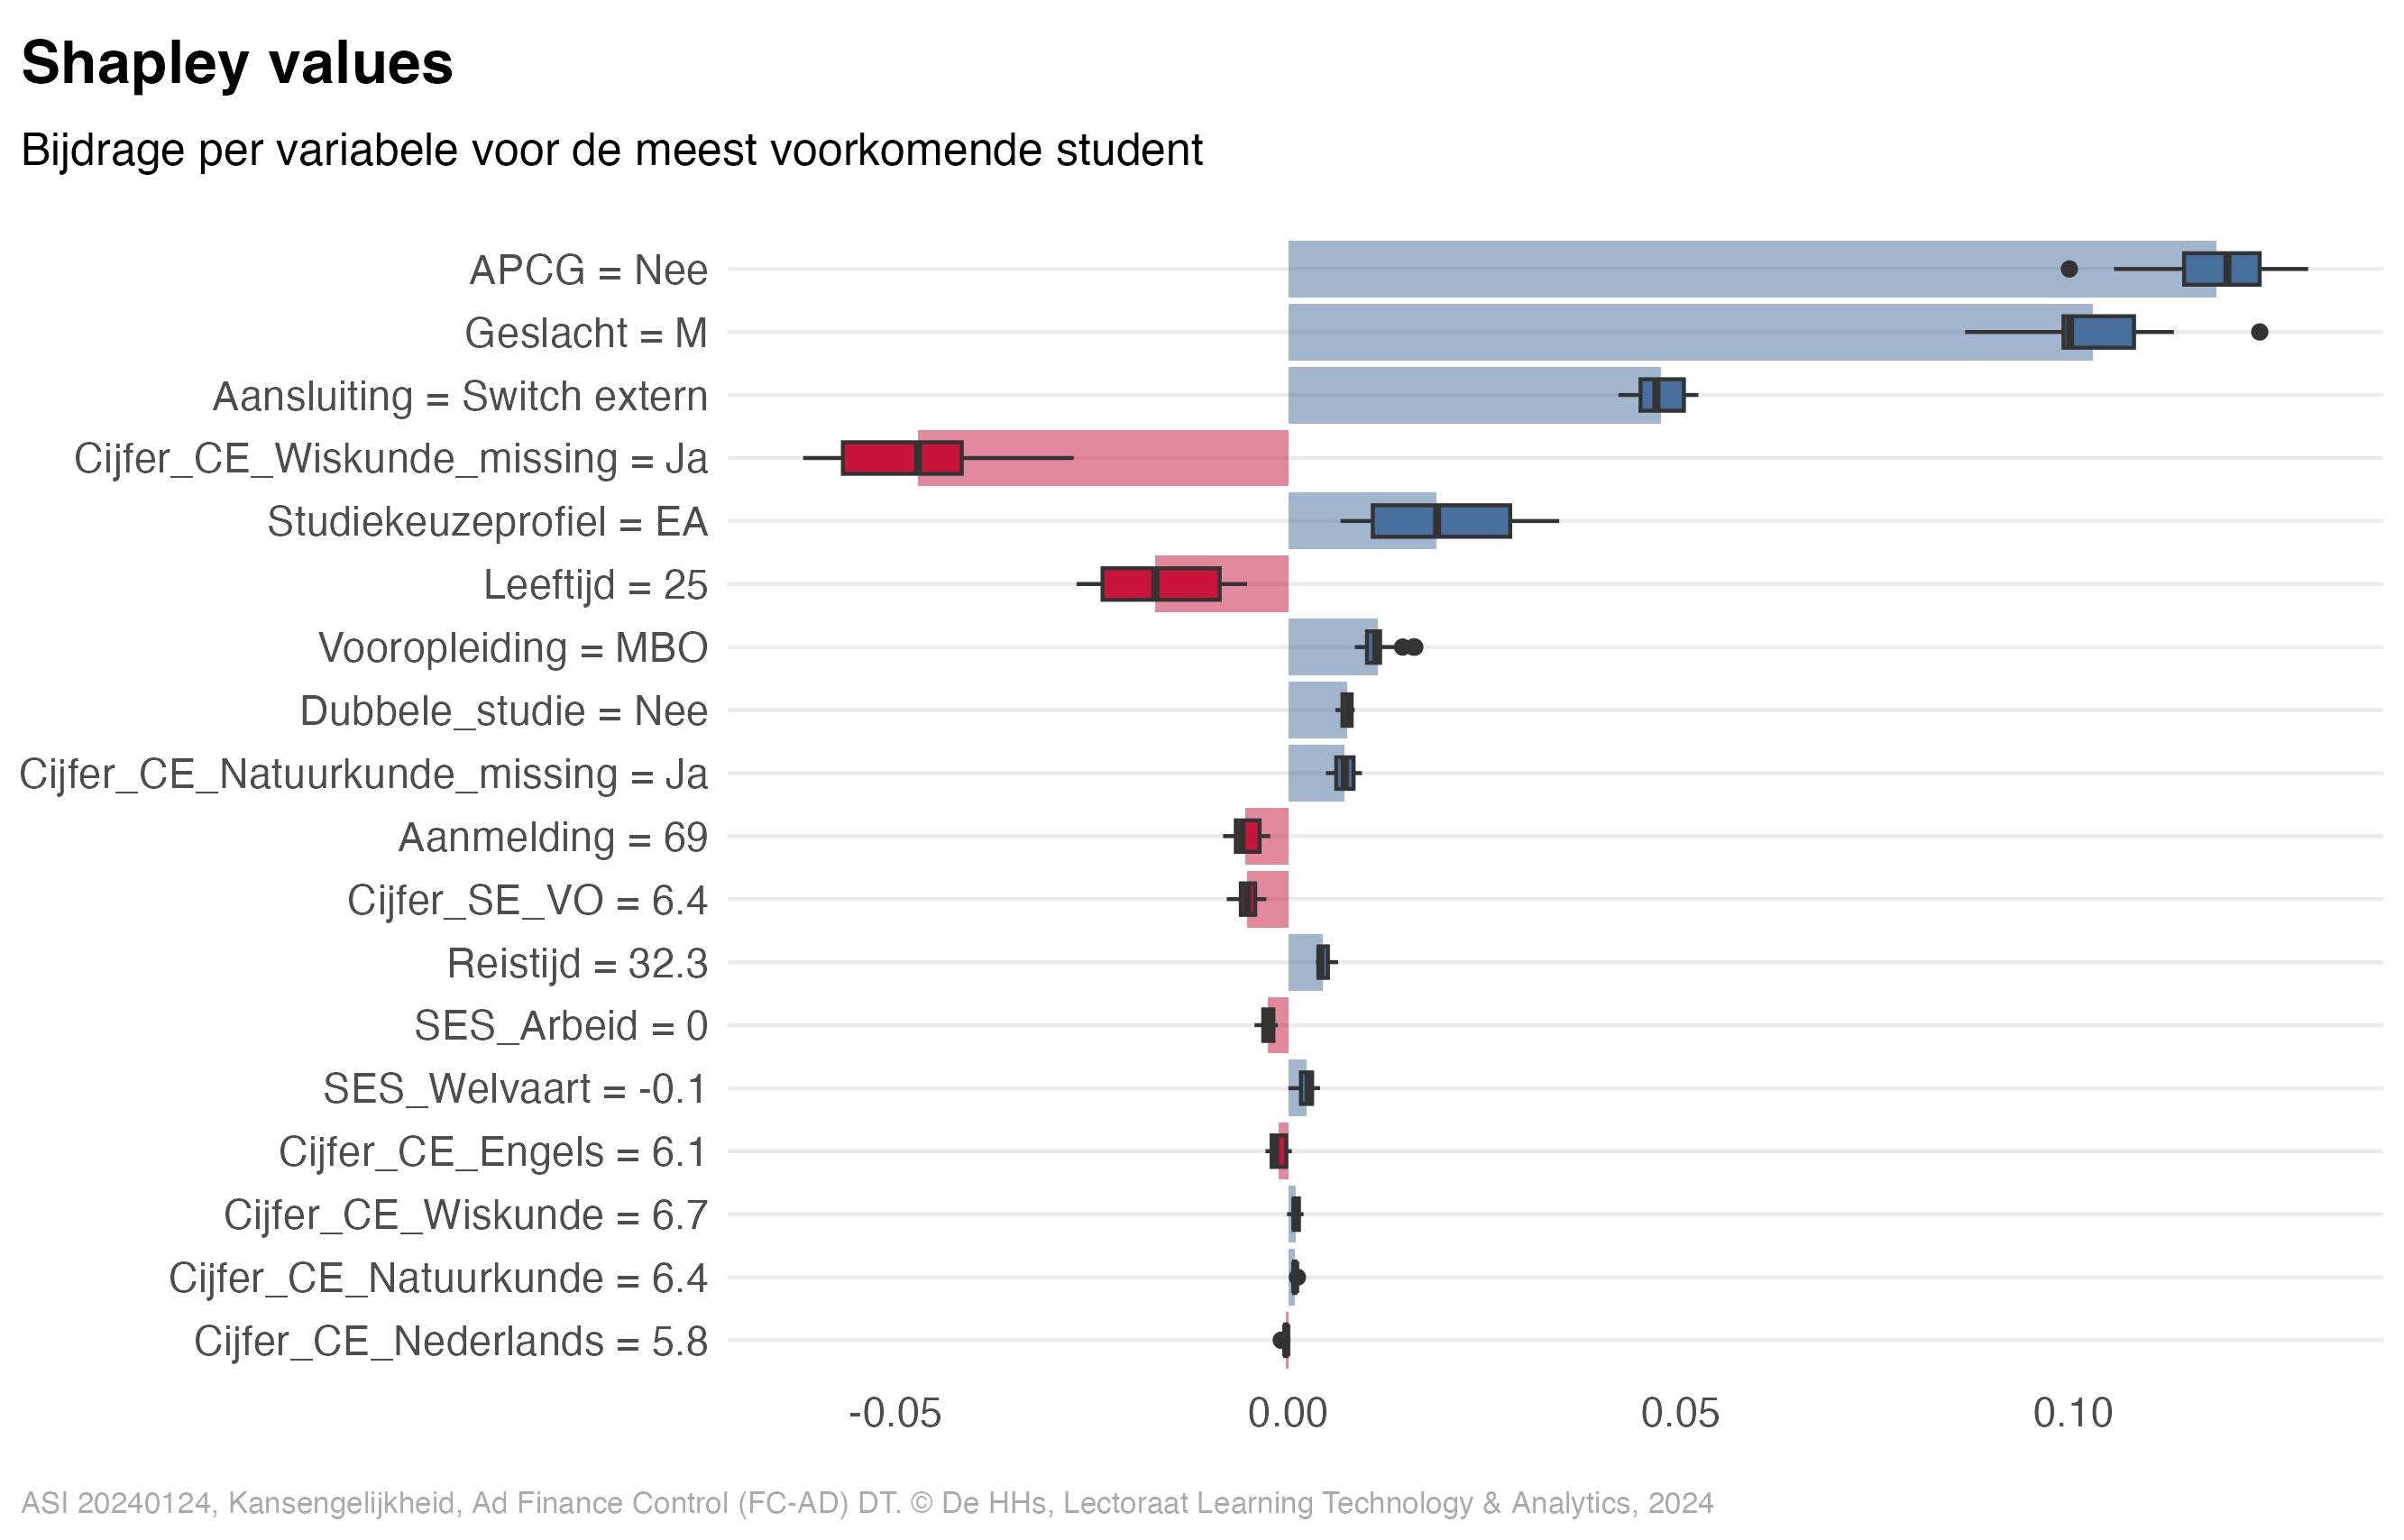 Shapley values
Bijdrage per variabele voor de meest voorkomende student
APCG = Nee
Geslacht = M
Aansluiting = Switch extern
Cijfer_CE_Wiskunde_missing = Ja
Studiekeuzeprofiel = EA
Leeftijd = 25
Vooropleiding = MBO
Dubbele_studie = Nee
Cijfer_CE_Natuurkunde_missing = Ja
Aanmelding = 69
Cijfer_SE_VO = 6.4
Reistijd = 32.3
SES_Arbeid = 0
SES_Welvaart = -0.1
Cijfer_CE_Engels = 6.1
Cijfer_CE_Wiskunde = 6.7
Cijfer_CE_Natuurkunde = 6.4
Cijfer_CE_Nederlands = 5.8
-0.05 0.00 0.05 0.10
ASI 20240124, Kansengelijkheid, Ad Finance Control (FC-AD) DT. © De HHs, Lectoraat Learning Technology & Analytics, 2024